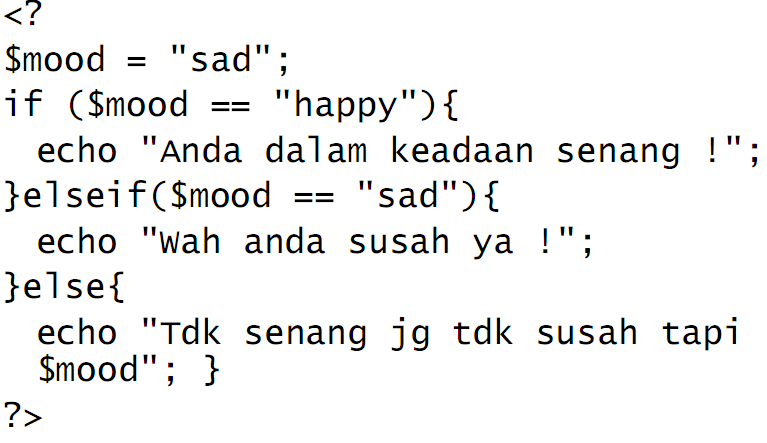 <?
$mood = "sad";
if ($mood == "happy"){
echo "Anda dalam keadaan senang !";
}elseif($mood == "sad"){
echo "Wah anda susah ya !";
}else{
echo "Tdk senang jg tdk susah tapi
$mood"; }
?>